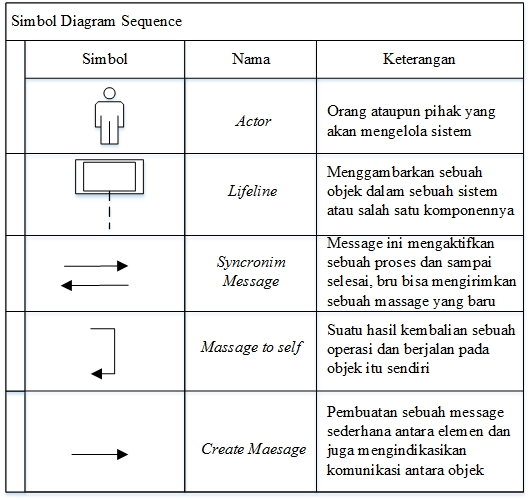 Simbol Diagram Sequence
Simbol
Nama
Keterangan
Actor
Orang ataupun pihak yang
akan mengelola sistem
Lifeline
Menggambarkan sebuah
objek dalam sebuah sistem
atau salah satu komponennya
Syncronim
Message
Message ini mengaktifkan
sebuah proses dan sampai
selesai, bru bisa mengirimkan
sebuah massage yang baru
Massage to self
Suatu hasil kembalian sebuah
operasi dan berjalan pada
objek itu sendiri
Create Maesage
Pembuatan sebuah message
sederhana antara elemen dan
juga mengindikasikan
komunikasi antara objek